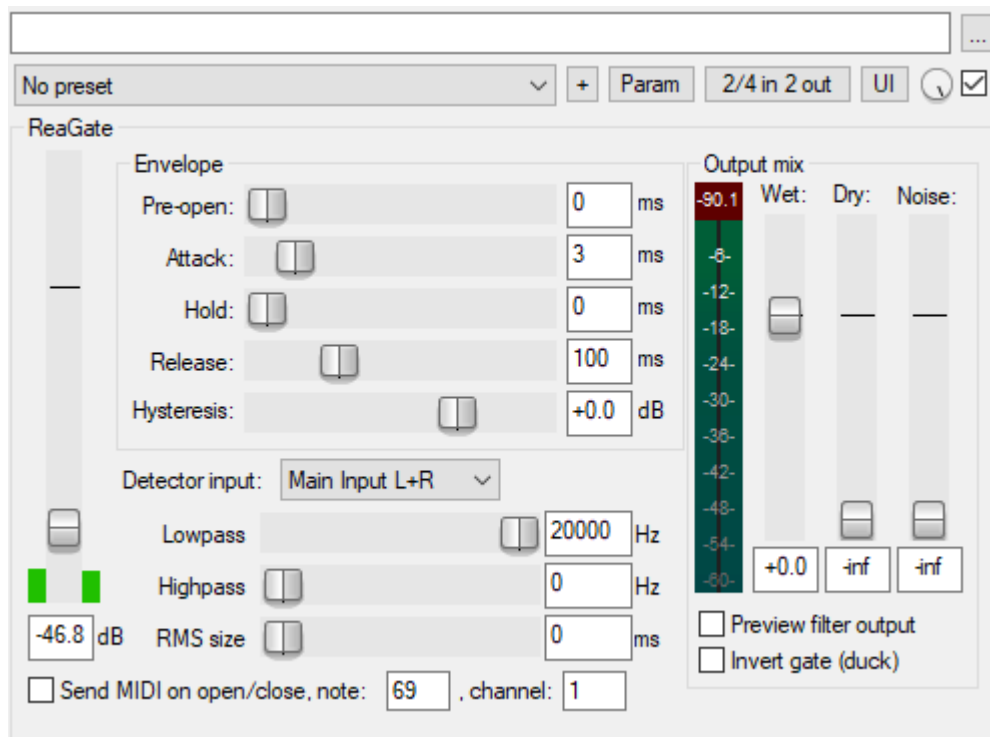 ...
No preset + Param 2/4 in 2 out UI
ReaGate
Envelope
Pre-open: 0 ms
Attack: 3 ms
Hold: 0 ms
Release: 100 ms
Hysteresis: +0.0 dB
Detector input: Main Input L+R
Lowpass 20000 Hz
Highpass 0 Hz
-46.8 dB
RMS size 0 ms
Send MIDI on open/close, note: 69 , channel: 1
Output mix
-90.1 Wet: Dry: Noise:
-6-
-12-
-18-
-24-
-30-
-36-
-42-
-48-
-54-
-60-
+0.0 -inf -inf
Preview filter output
Invert gate (duck)